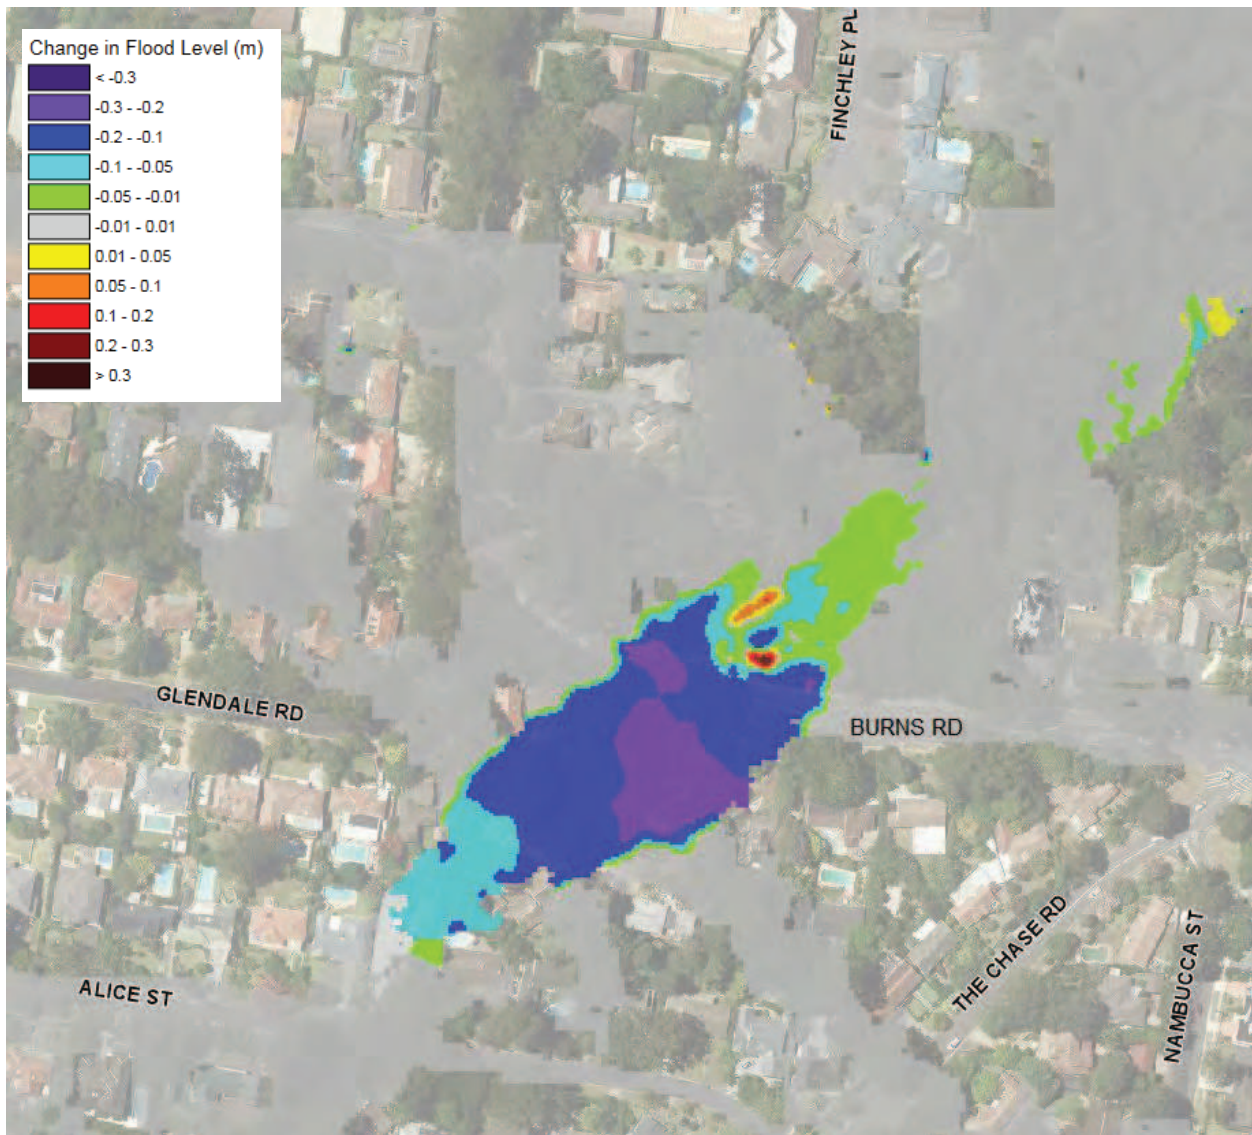 Change in Flood Level (m)
< -0.3
-0.3 - -0.2
-0.2 - -0.1
-0.1 - -0.05
-0.05 - -0.01
-0.01 - 0.01
0.01 - 0.05
0.05 - 0.1
0.1 - 0.2
0.2 - 0.3
> 0.3
FINCHLEY PL
GLENDALE RD
BURNS RD
THE CHASE RD
NAMBUCCA ST
ALICE ST